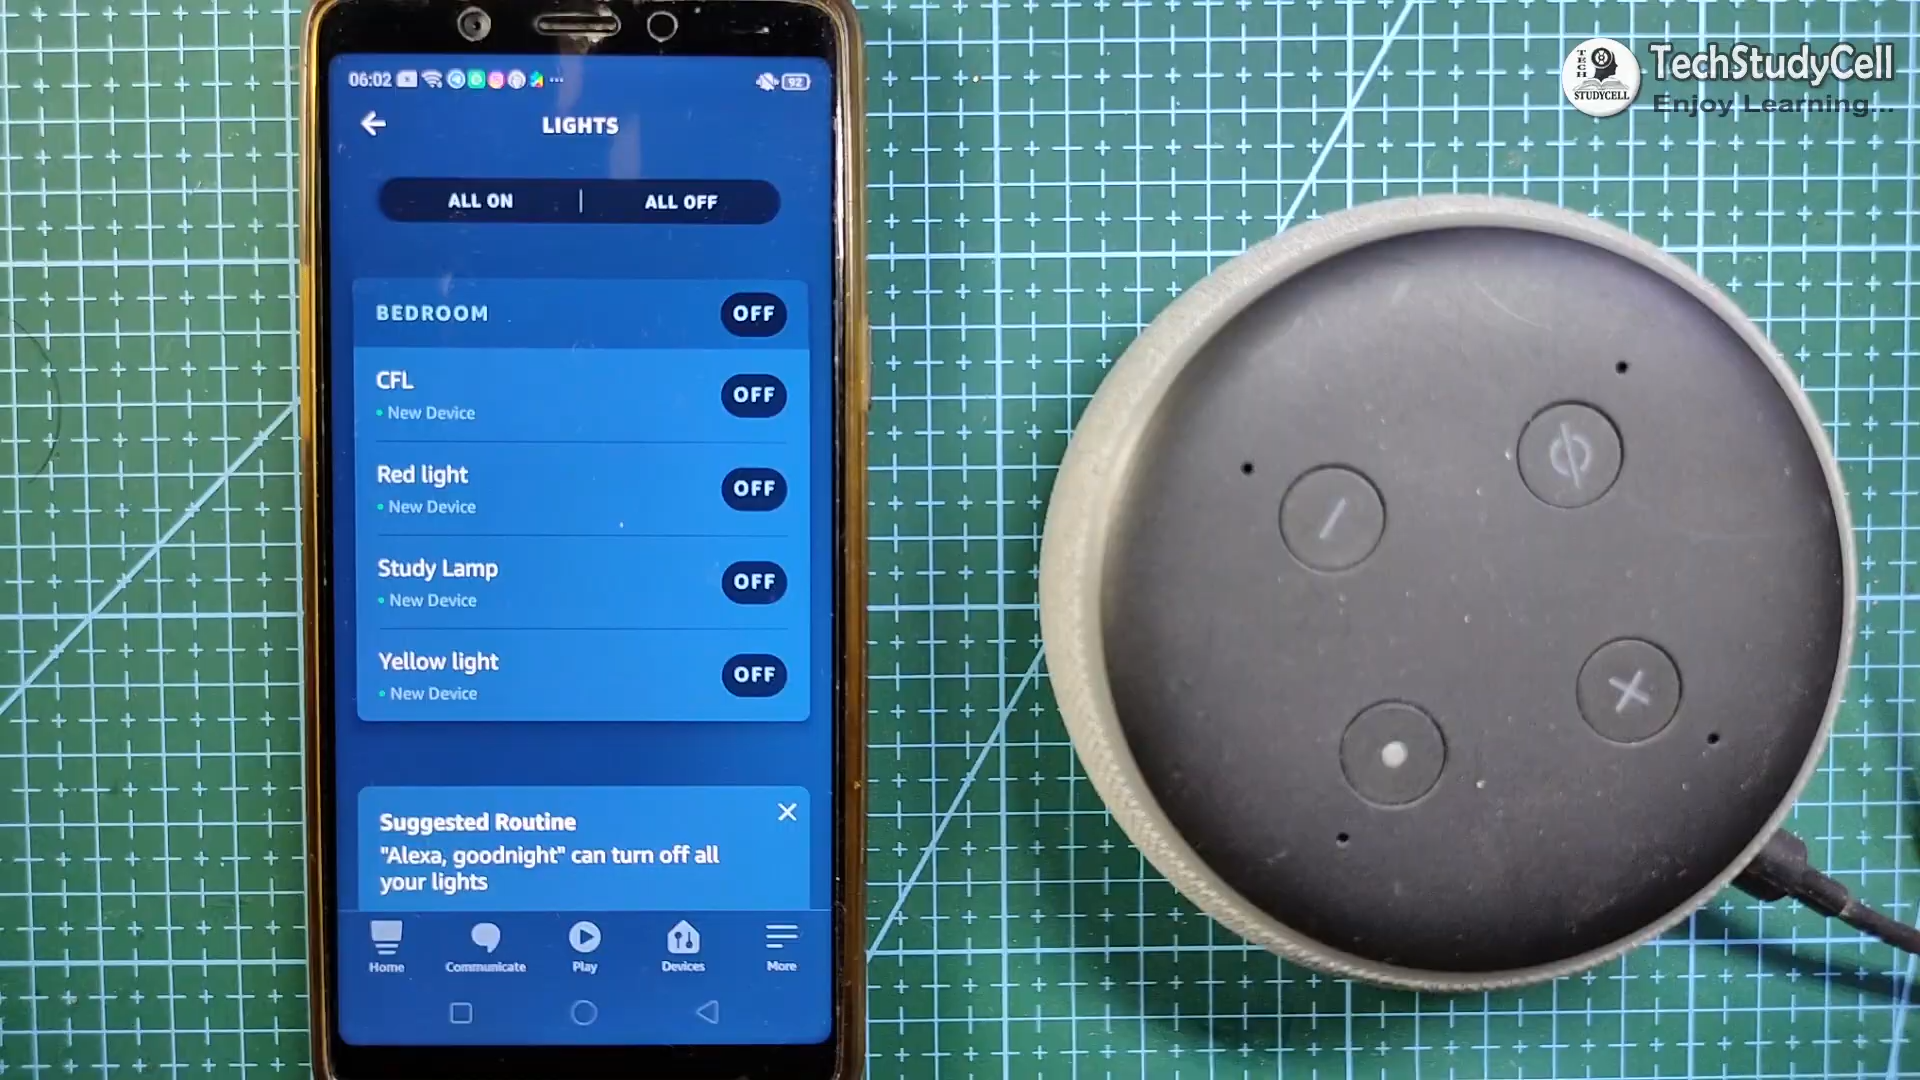 06:02
92
LIGHTS
ALL ON | ALL OFF
BEDROOM OFF
CFL OFF
• New Device
Red light OFF
• New Device
Study Lamp OFF
• New Device
Yellow light OFF
• New Device
Suggested Routine
"Alexa, goodnight" can turn off all
your lights
Home Communicate Play Devices More
TECH
STUDYCELL
TechStudyCell
Enjoy Learning...